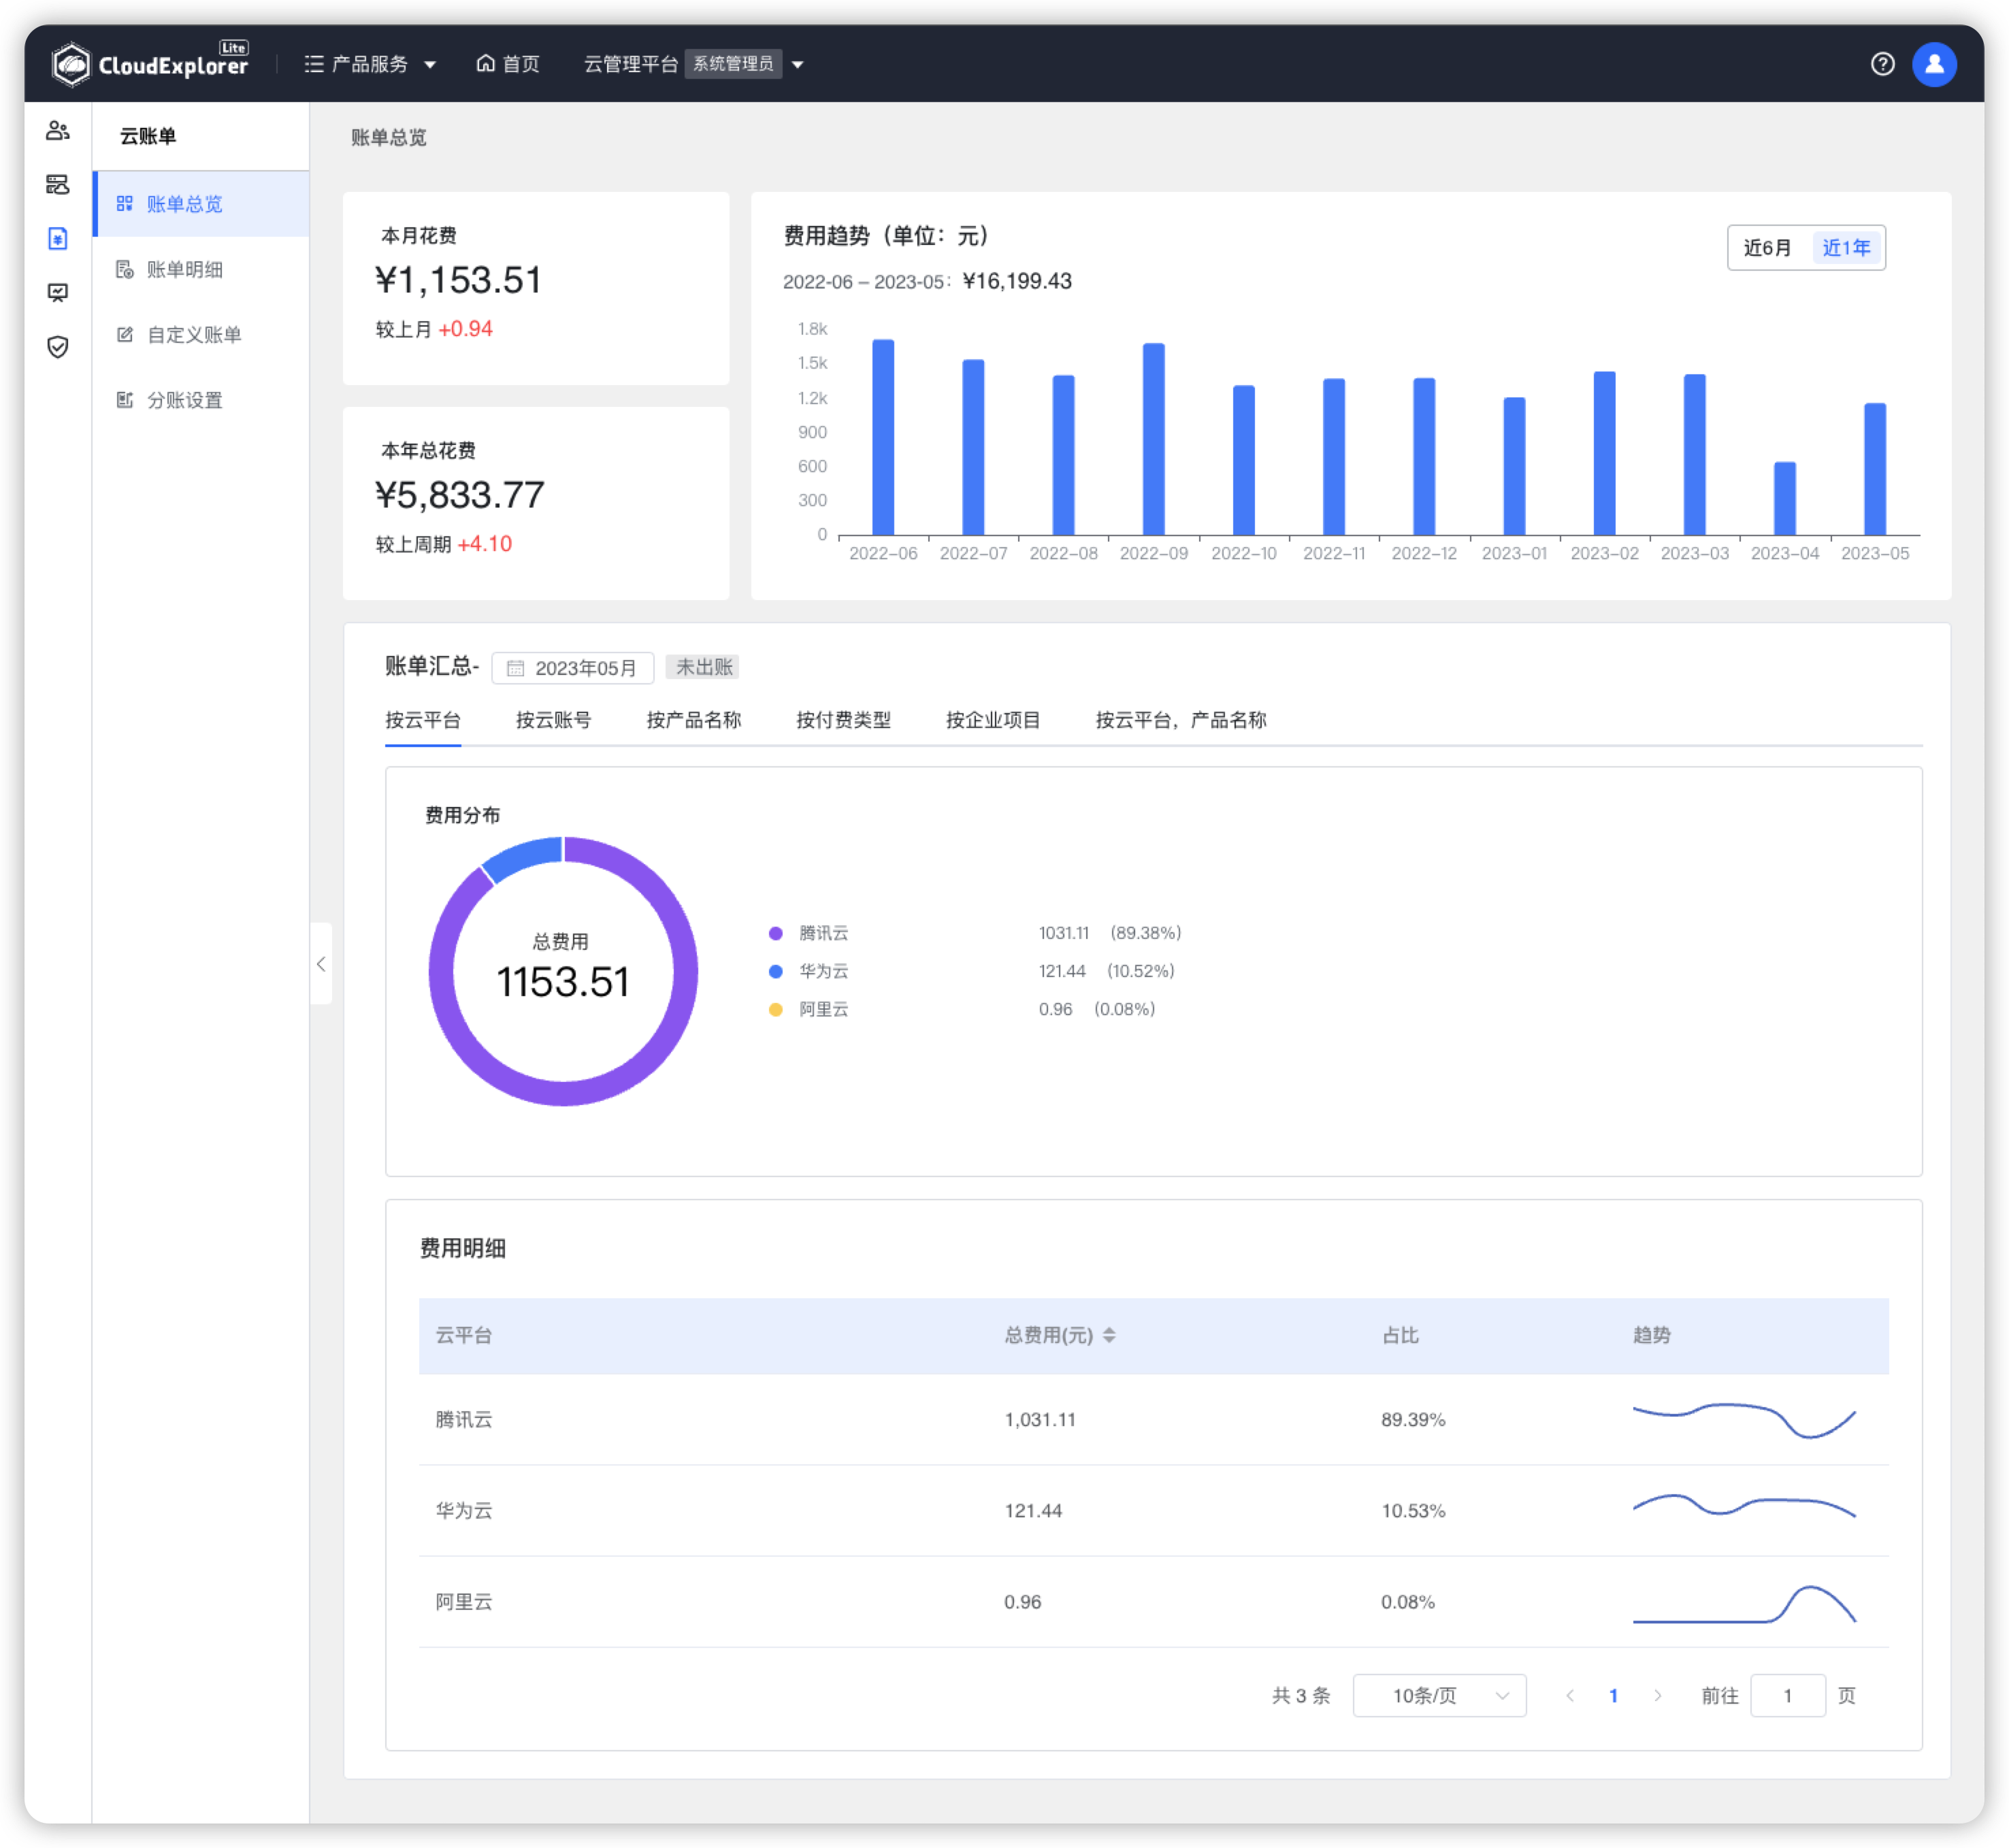 CloudExplorer Lite
产品服务
首页
云管理平台 系统管理员
云账单
账单总览
账单明细
自定义账单
分账设置
账单总览
本月花费
¥1,153.51
较上月 +0.94
本年总花费
¥5,833.77
较上周期 +4.10
费用趋势（单位：元）
近6月 近1年
2022-06 – 2023-05： ¥16,199.43
1.8k
1.5k
1.2k
900
600
300
0
2022-06 2022-07 2022-08 2022-09 2022-10 2022-11 2022-12 2023-01 2023-02 2023-03 2023-04 2023-05
账单汇总- 2023年05月 未出账
按云平台 按云账号 按产品名称 按付费类型 按企业项目 按云平台，产品名称
费用分布
总费用
1153.51
腾讯云 1031.11 (89.38%)
华为云 121.44 (10.52%)
阿里云 0.96 (0.08%)
费用明细
云平台 总费用(元) 占比 趋势
腾讯云 1,031.11 89.39%
华为云 121.44 10.53%
阿里云 0.96 0.08%
共 3 条 10条/页 1 前往 1 页